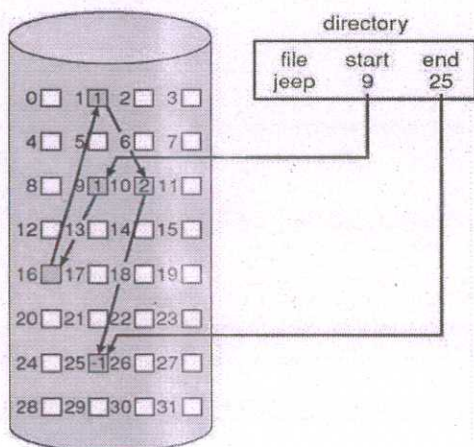 directory
file start end
jeep 9 25
0 1 1 2 3
4 5 6 7
8 9 1 10 2 11
12 13 14 15
16 17 18 19
20 21 22 23
24 25 -1 26 27
28 29 30 31